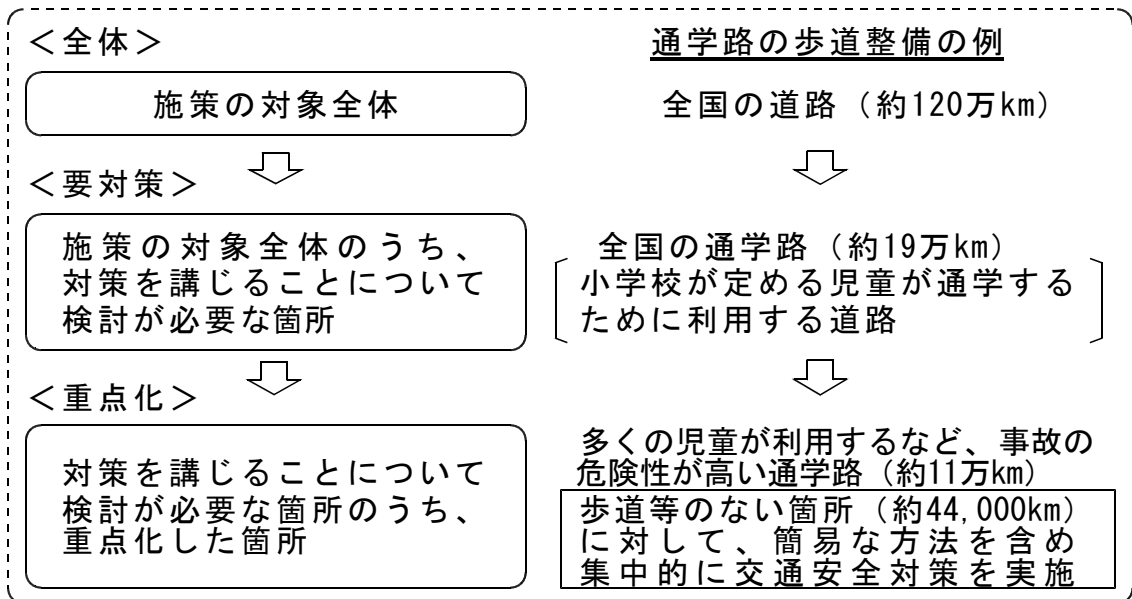 ＜全体＞
通学路の歩道整備の例
施策の対象全体
全国の道路（約120万km）
＜要対策＞
施策の対象全体のうち、
対策を講じることについて
検討が必要な箇所
全国の通学路（約19万km）
小学校が定める児童が通学する
ために利用する道路
＜重点化＞
対策を講じることについて
検討が必要な箇所のうち、
重点化した箇所
多くの児童が利用するなど、事故の
危険性が高い通学路（約11万km）
歩道等のない箇所（約44,000km）
に対して、簡易な方法を含め
集中的に交通安全対策を実施